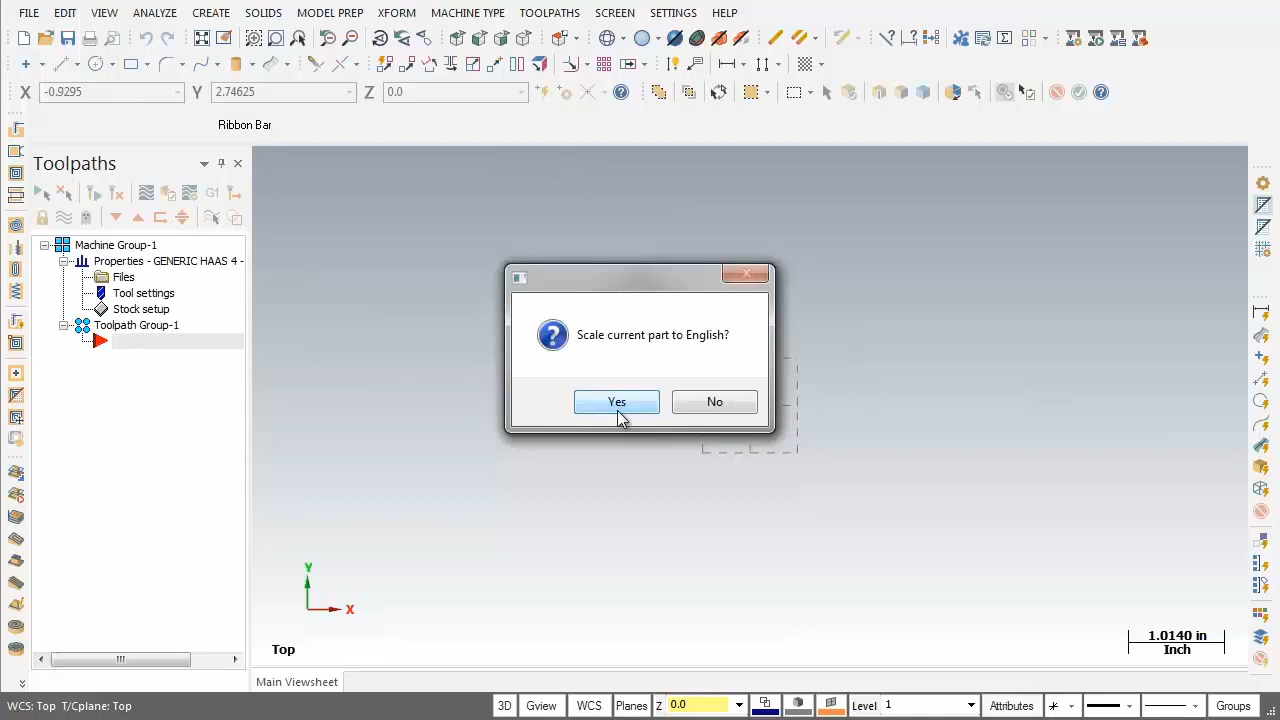 FILE EDIT VIEW ANALYZE CREATE SOLIDS MODEL PREP XFORM MACHINE TYPE TOOLPATHS SCREEN SETTINGS HELP
X -0.9295 Y 2.74625 Z 0.0
Ribbon Bar
Toolpaths
G1
Machine Group-1
Properties - GENERIC HAAS 4 -
Files
Tool settings
Stock setup
Toolpath Group-1
Scale current part to English?
Yes No
Y
X
Top
1.0140 in
Inch
Main Viewsheet
WCS: Top T/Cplane: Top 3D Gview WCS Planes Z 0.0 Level 1 Attributes Groups